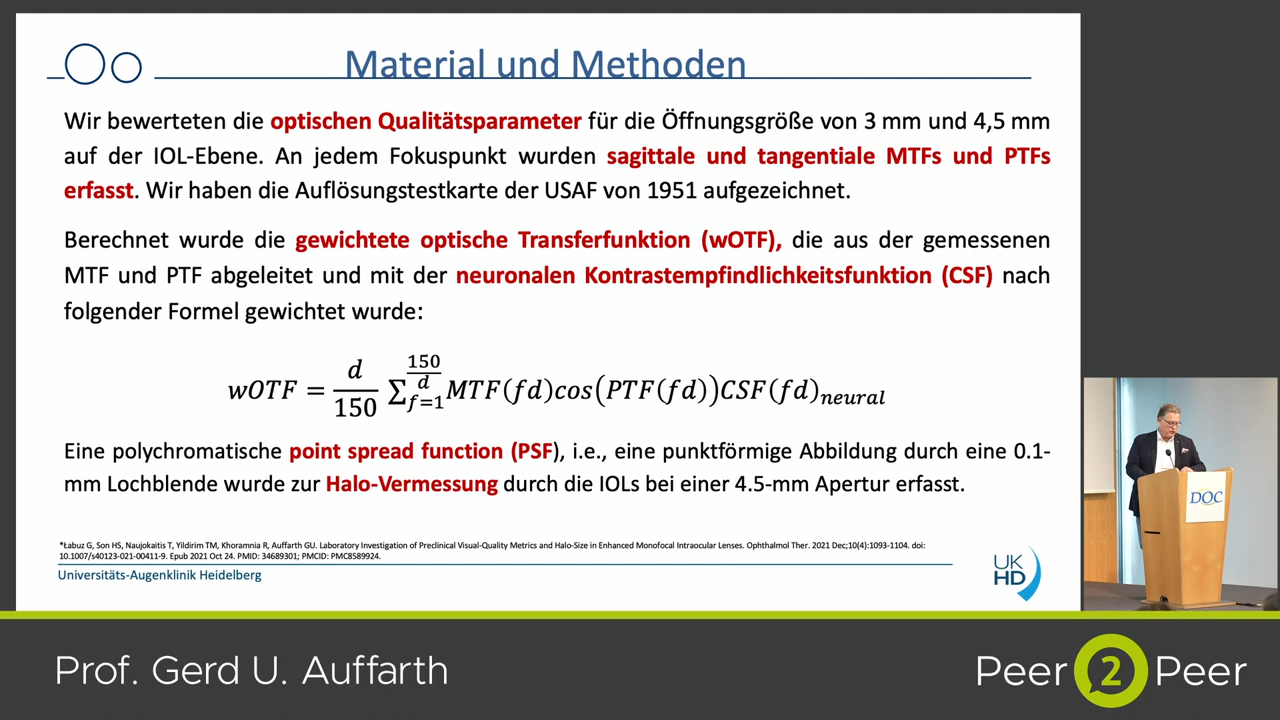 Material und Methoden
Wir bewerteten die optischen Qualitätsparameter für die Öffnungsgröße von 3 mm und 4,5 mm
auf der IOL-Ebene. An jedem Fokuspunkt wurden sagittale und tangentiale MTFs und PTFs
erfasst. Wir haben die Auflösungstestkarte der USAF von 1951 aufgezeichnet.
Berechnet wurde die gewichtete optische Transferfunktion (wOTF), die aus der gemessenen
MTF und PTF abgeleitet und mit der neuronalen Kontrastempfindlichkeitsfunktion (CSF) nach
folgender Formel gewichtet wurde:
wOTF = d/150 ∑_{f=1}^{150/d} MTF(fd)cos(PTF(fd))CSF(fd)_{neural}
Eine polychromatische point spread function (PSF), i.e., eine punktförmige Abbildung durch eine 0.1-
mm Lochblende wurde zur Halo-Vermessung durch die IOLs bei einer 4.5-mm Apertur erfasst.
*Łabuz G, Son HS, Naujokaitis T, Yildirim TM, Khoramnia R, Auffarth GU. Laboratory Investigation of Preclinical Visual-Quality Metrics and Halo-Size in Enhanced Monofocal Intraocular Lenses. Ophthalmol Ther. 2021 Dec;10(4):1093-1104. doi:
10.1007/s40123-021-00411-9. Epub 2021 Oct 24. PMID: 34689301; PMCID: PMC8589924.
Universitäts-Augenklinik Heidelberg
UK
HD
DOC
Prof. Gerd U. Auffarth
Peer 2 Peer